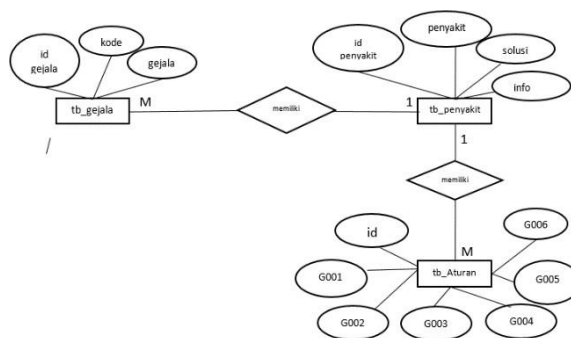 id
gejala
kode
gejala
id
penyakit
penyakit
solusi
info
tb_gejala
M
memiliki
1
tb_penyakit
1
memiliki
id
M
tb_Aturan
G006
G001
G005
G002
G003
G004